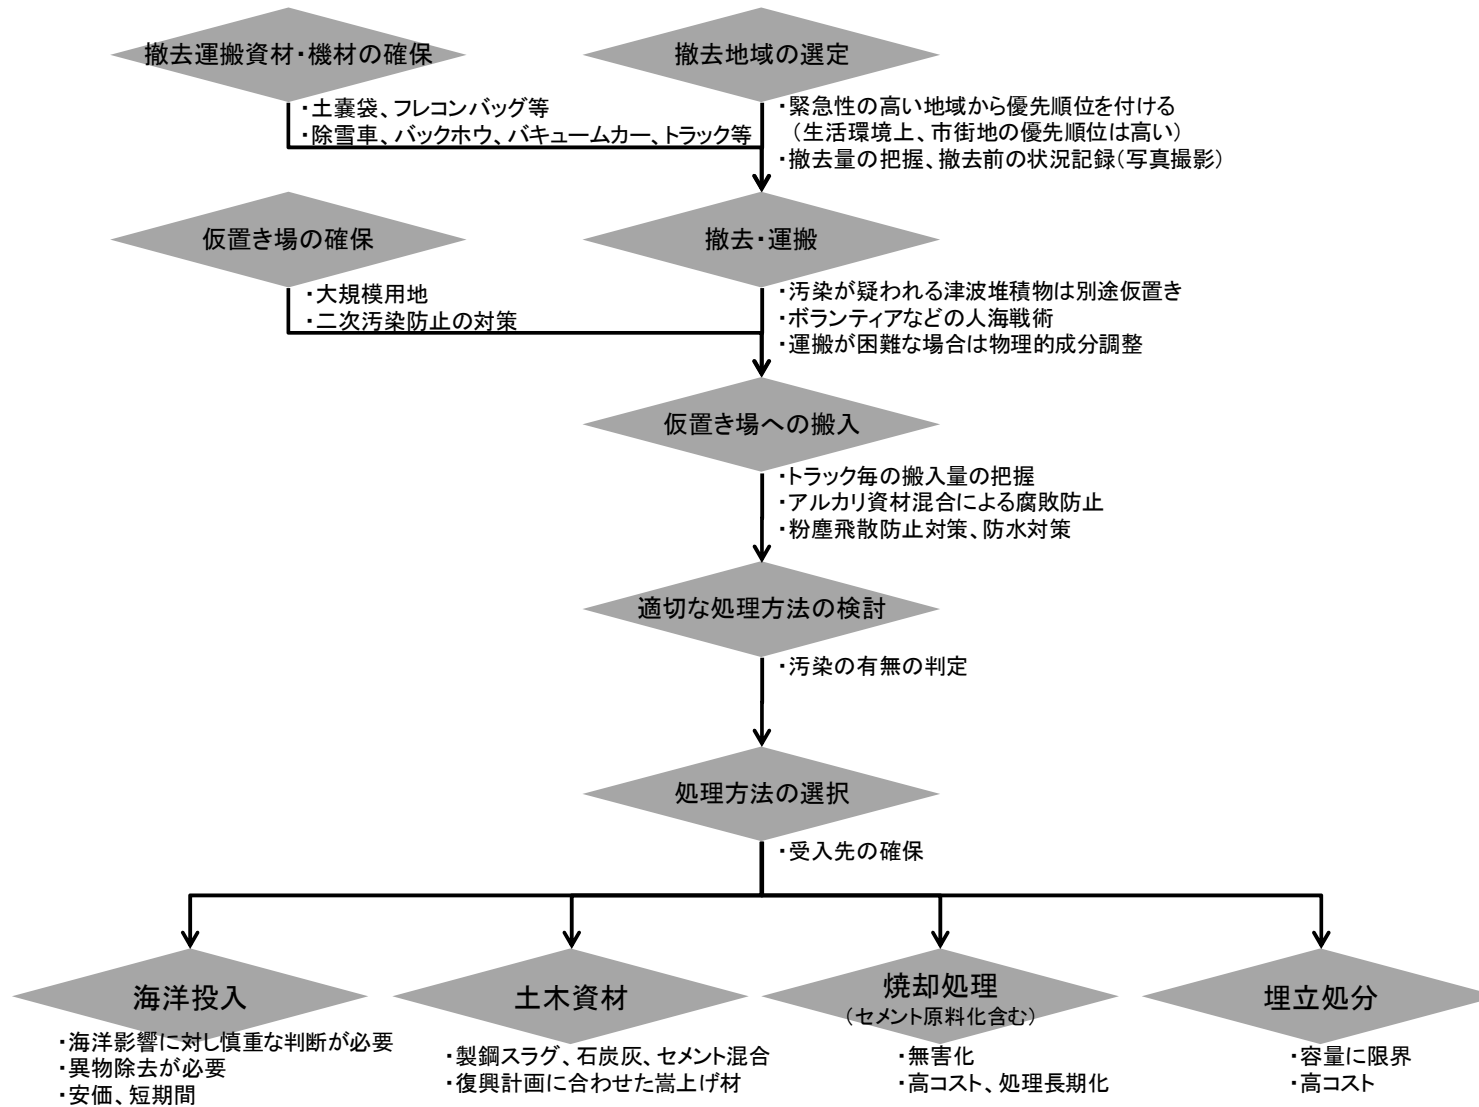 撤去運搬資材・機材の確保
・土嚢袋、フレコンバッグ等
・除雪車、バックホウ、バキュームカー、トラック等
撤去地域の選定
・緊急性の高い地域から優先順位を付ける
（生活環境上、市街地の優先順位は高い）
・撤去量の把握、撤去前の状況記録（写真撮影）
仮置き場の確保
・大規模用地
・二次汚染防止の対策
撤去・運搬
・汚染が疑われる津波堆積物は別途仮置き
・ボランティアなどの人海戦術
・運搬が困難な場合は物理的成分調整
仮置き場への搬入
・トラック毎の搬入量の把握
・アルカリ資材混合による腐敗防止
・粉塵飛散防止対策、防水対策
適切な処理方法の検討
・汚染の有無の判定
処理方法の選択
・受入先の確保
海洋投入
・海洋影響に対し慎重な判断が必要
・異物除去が必要
・安価、短期間
土木資材
・製鋼スラグ、石炭灰、セメント混合
・復興計画に合わせた嵩上げ材
焼却処理
（セメント原料化含む）
・無害化
・高コスト、処理長期化
埋立処分
・容量に限界
・高コスト